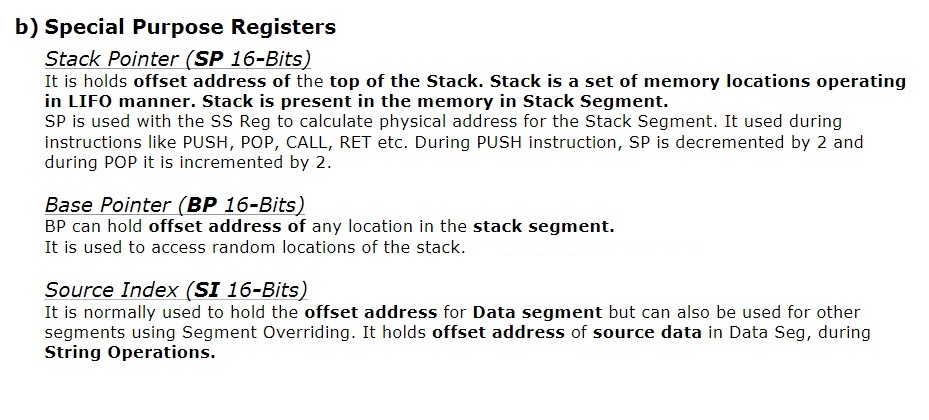 b) Special Purpose Registers
Stack Pointer (SP 16-Bits)
It is holds offset address of the top of the Stack. Stack is a set of memory locations operating
in LIFO manner. Stack is present in the memory in Stack Segment.
SP is used with the SS Reg to calculate physical address for the Stack Segment. It used during
instructions like PUSH, POP, CALL, RET etc. During PUSH instruction, SP is decremented by 2 and
during POP it is incremented by 2.
Base Pointer (BP 16-Bits)
BP can hold offset address of any location in the stack segment.
It is used to access random locations of the stack.
Source Index (SI 16-Bits)
It is normally used to hold the offset address for Data segment but can also be used for other
segments using Segment Overriding. It holds offset address of source data in Data Seg, during
String Operations.